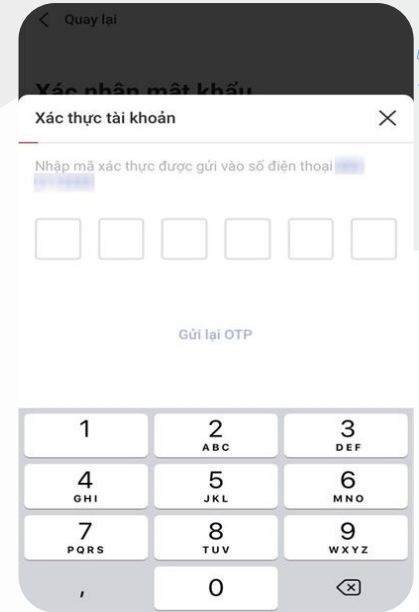 Quay lại
Xác nhận mật khẩu
Xác thực tài khoản
Nhập mã xác thực được gửi vào số điện thoại
Gửi lại OTP
1
2
3
ABC
DEF
4
5
6
GHI
JKL
MNO
7
8
9
PQRS
TUV
WXYZ
,
0